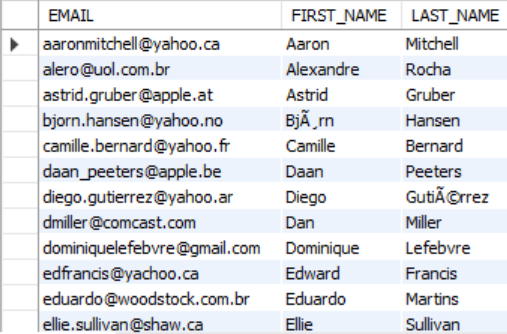 EMAIL FIRST_NAME LAST_NAME
aaronmitchell@yahoo.ca Aaron Mitchell
alero@uol.com.br Alexandre Rocha
astrid.gruber@apple.at Astrid Gruber
bjorn.hansen@yahoo.no BjÃ¸rn Hansen
camille.bernard@yahoo.fr Camille Bernard
daan_peeters@apple.be Daan Peeters
diego.gutierrez@yahoo.ar Diego GutiÃ©rrez
dmiller@comcast.com Dan Miller
dominiquelefebvre@gmail.com Dominique Lefebvre
edfrancis@yachoo.ca Edward Francis
eduardo@woodstock.com.br Eduardo Martins
ellie.sullivan@shaw.ca Ellie Sullivan